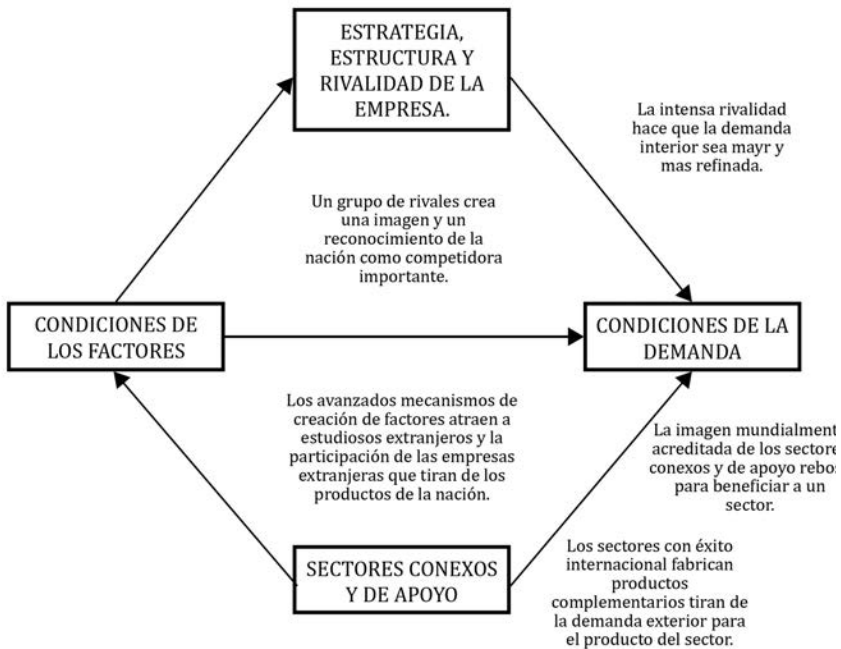 ESTRATEGIA,
ESTRUCTURA Y
RIVALIDAD DE LA
EMPRESA.
La intensa rivalidad
hace que la demanda
interior sea mayr y
mas refinada.
Un grupo de rivales crea
una imagen y un
reconocimiento de la
nación como competidora
importante.
CONDICIONES DE
LOS FACTORES
CONDICIONES DE LA
DEMANDA
Los avanzados mecanismos de
creación de factores atraen a
estudiosos extranjeros y la
participación de las empresas
extranjeras que tiran de los
productos de la nación.
La imagen mundialment
acreditada de los sectore
conexos y de apoyo rebos
para beneficiar a un
sector.
SECTORES CONEXOS
Y DE APOYO
Los sectores con éxito
internacional fabrican
productos
complementarios tiran de
la demanda exterior para
el producto del sector.